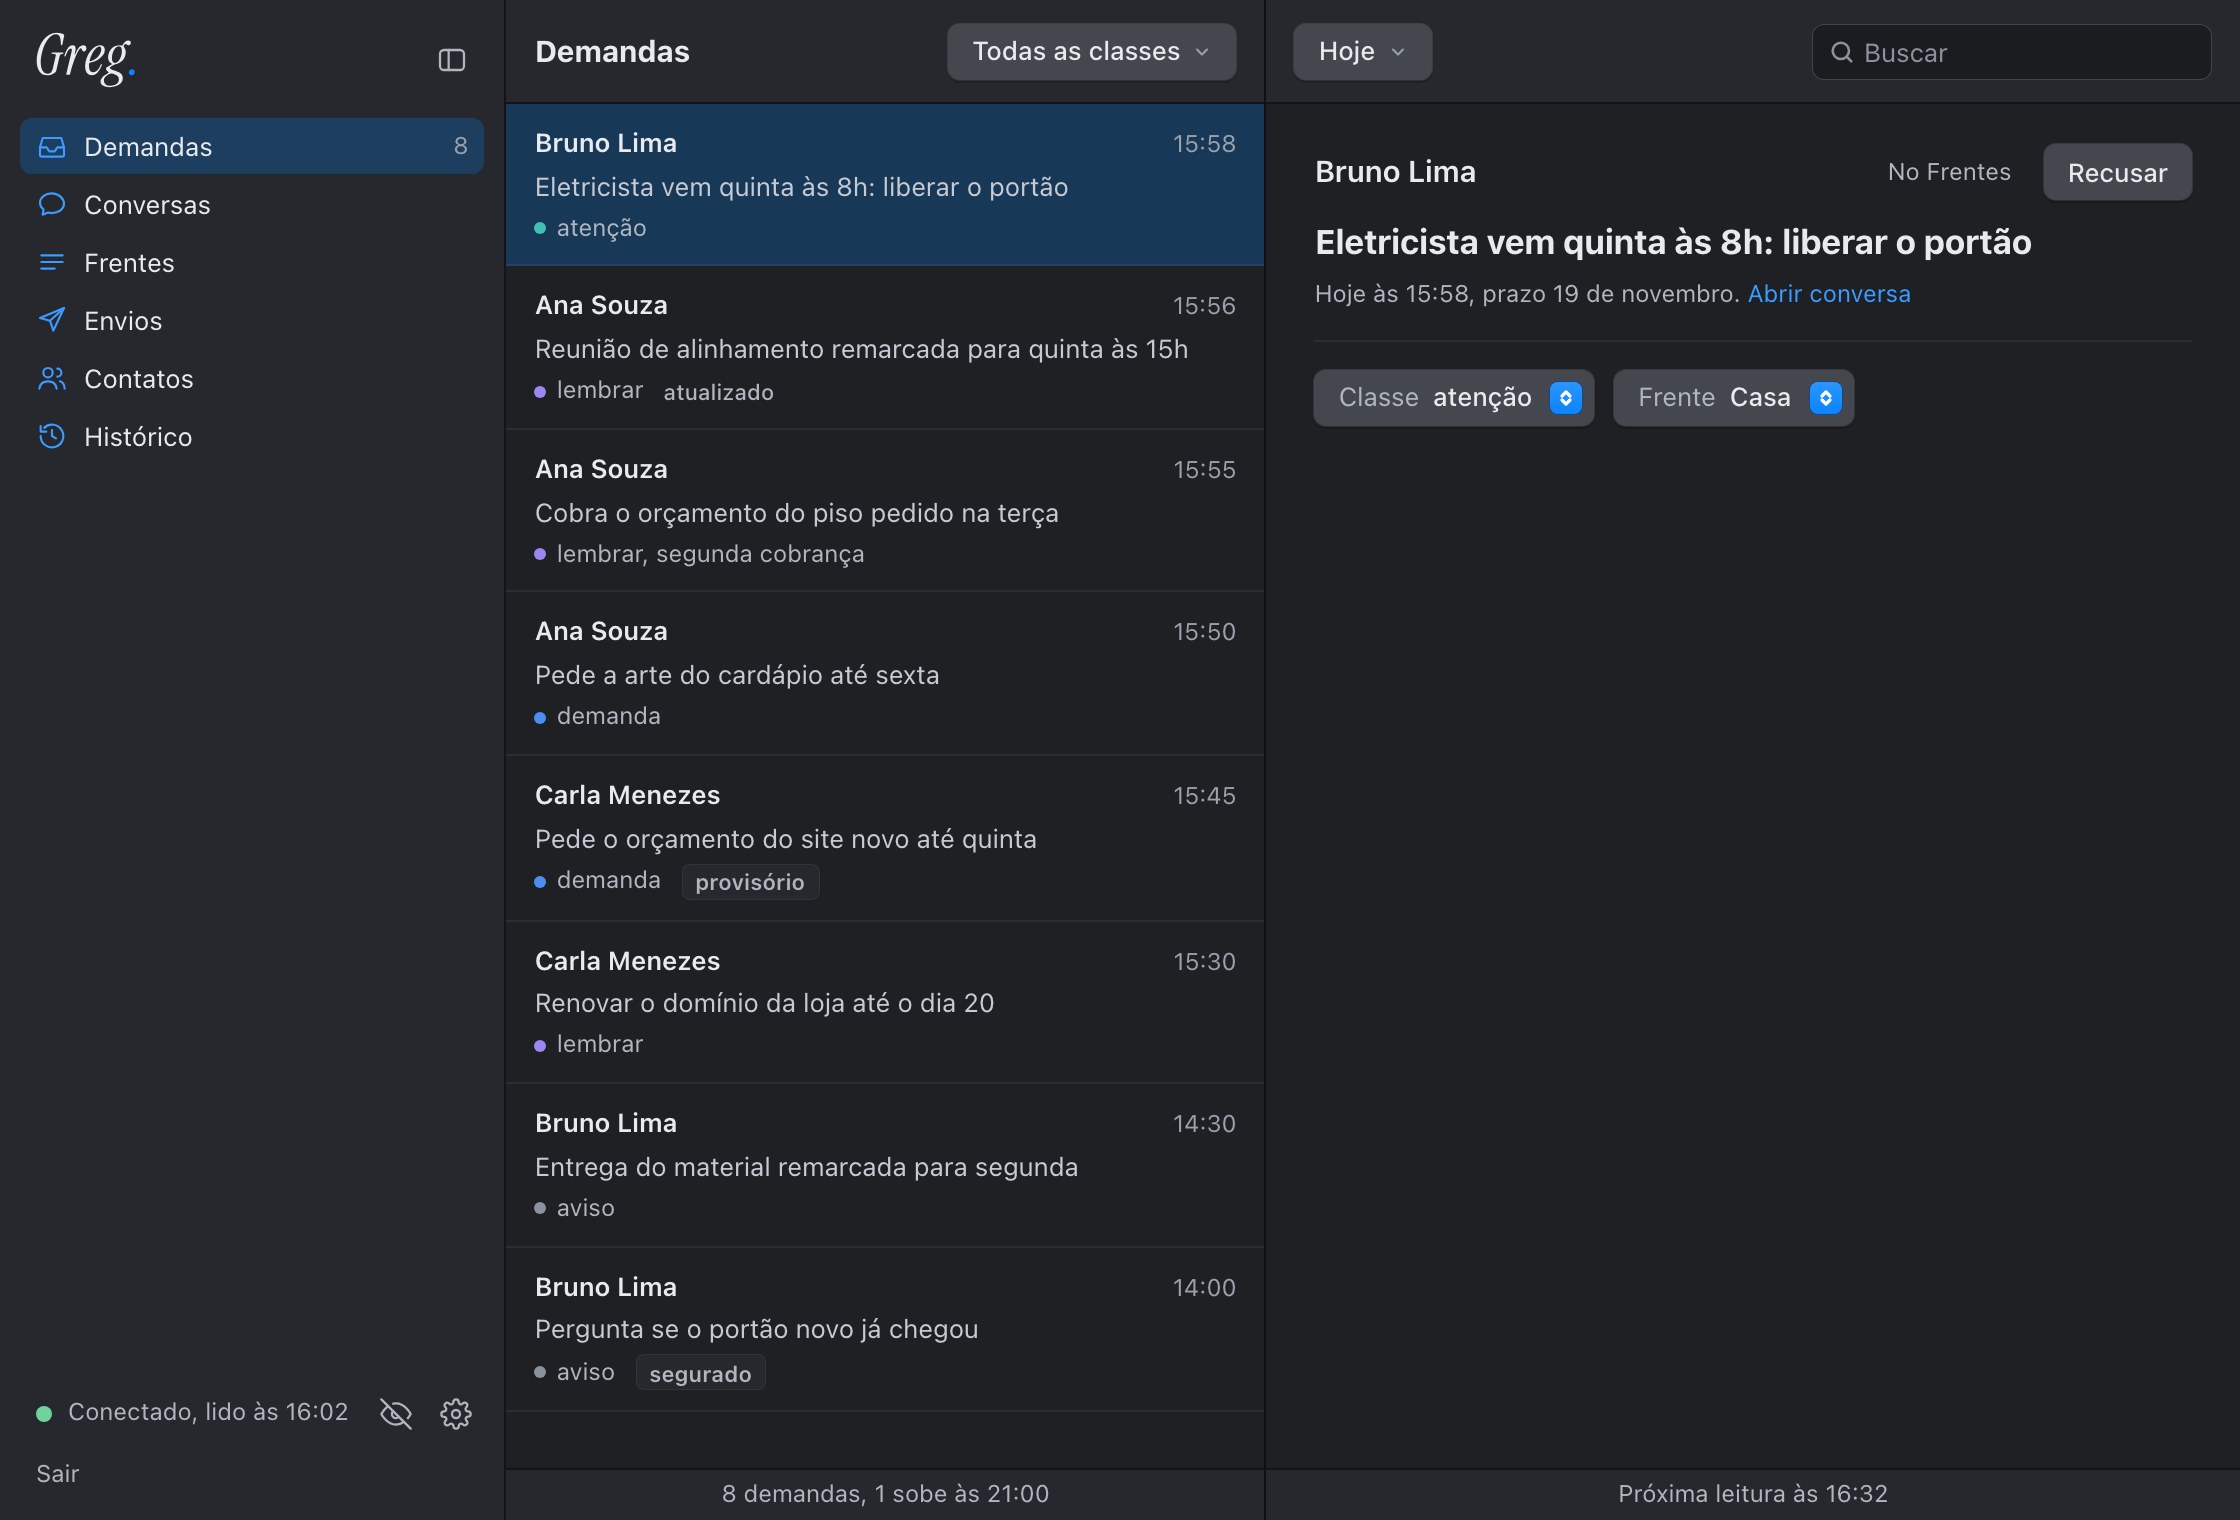 Greg.
Demandas 8
Conversas
Frentes
Envios
Contatos
Histórico
Conectado, lido às 16:02
Sair
Demandas
Todas as classes
Bruno Lima 15:58
Eletricista vem quinta às 8h: liberar o portão
atenção
Ana Souza 15:56
Reunião de alinhamento remarcada para quinta às 15h
lembrar atualizado
Ana Souza 15:55
Cobra o orçamento do piso pedido na terça
lembrar, segunda cobrança
Ana Souza 15:50
Pede a arte do cardápio até sexta
demanda
Carla Menezes 15:45
Pede o orçamento do site novo até quinta
demanda provisório
Carla Menezes 15:30
Renovar o domínio da loja até o dia 20
lembrar
Bruno Lima 14:30
Entrega do material remarcada para segunda
aviso
Bruno Lima 14:00
Pergunta se o portão novo já chegou
aviso segurado
8 demandas, 1 sobe às 21:00
Hoje
Buscar
Bruno Lima No Frentes Recusar
Eletricista vem quinta às 8h: liberar o portão
Hoje às 15:58, prazo 19 de novembro. Abrir conversa
Classe atenção Frente Casa
Próxima leitura às 16:32